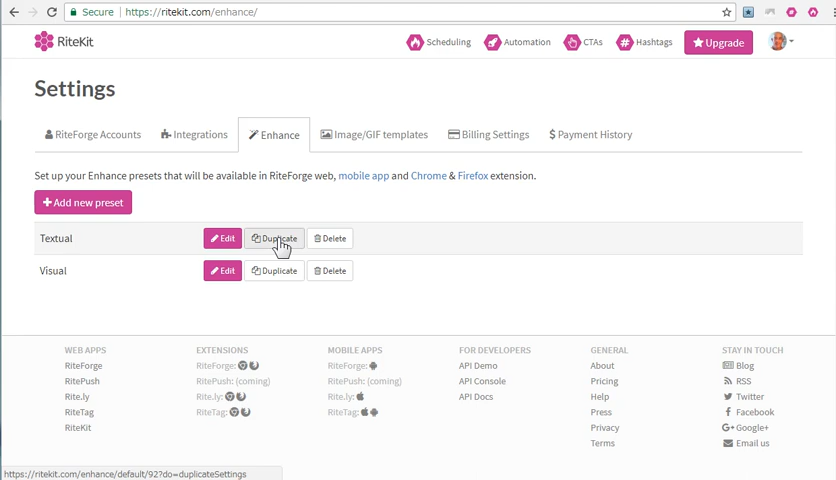 Secure | https://ritekit.com/enhance/
RiteKit Scheduling Automation CTAs Hashtags Upgrade
Settings
RiteForge Accounts Integrations Enhance Image/GIF templates Billing Settings $ Payment History
Set up your Enhance presets that will be available in RiteForge web, mobile app and Chrome & Firefox extension.
+ Add new preset
Textual Edit Duplicate Delete
Visual Edit Duplicate Delete
WEB APPS EXTENSIONS MOBILE APPS FOR DEVELOPERS GENERAL STAY IN TOUCH
RiteForge RiteForge: RiteForge: API Demo About Blog
RitePush RitePush: (coming) RitePush: (coming) API Console Pricing RSS
Rite.ly Rite.ly: Rite.ly: API Docs Help Twitter
RiteTag RiteTag: RiteTag: Press Facebook
RiteKit Privacy G+ Google+
Terms Email us
https://ritekit.com/enhance/default/92?do=duplicateSettings